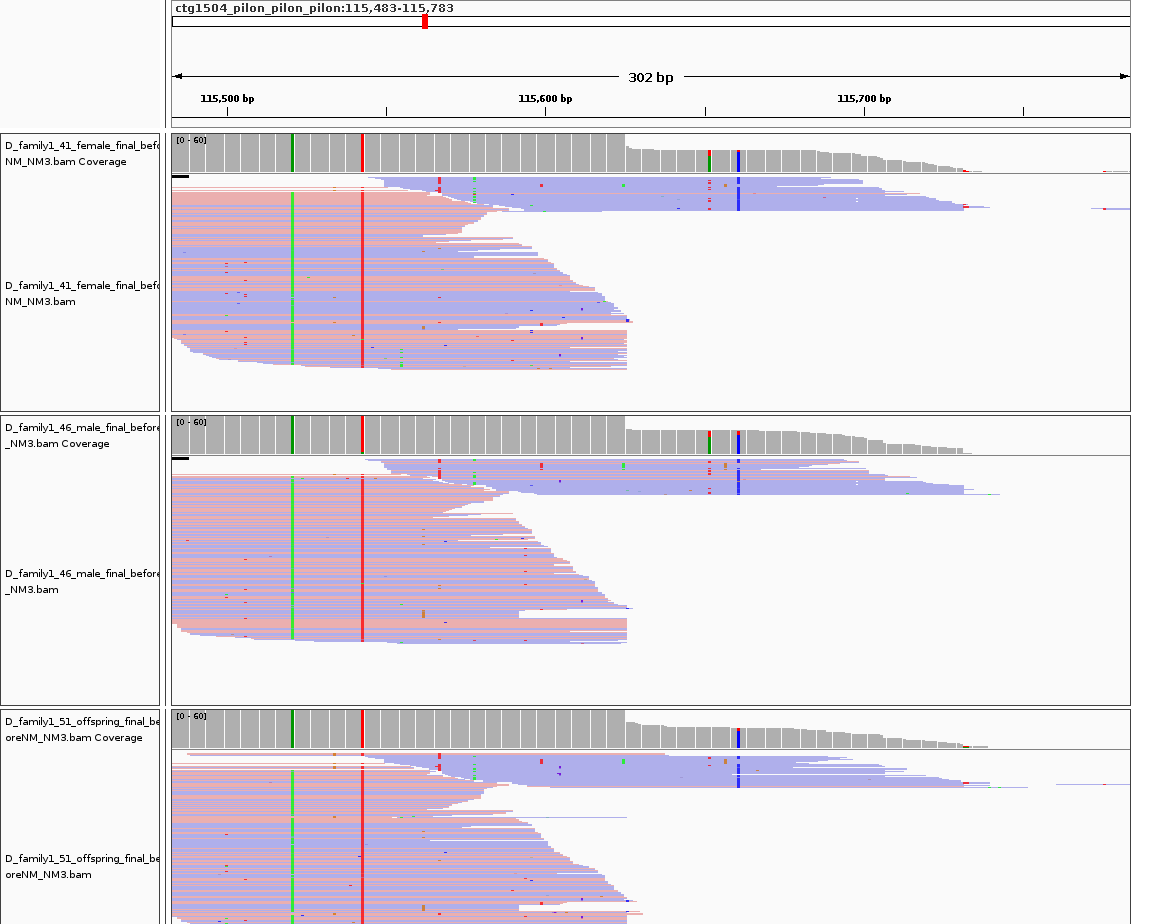 ctg1504_pilon_pilon_pilon:115,483-115,783
302 bp
115,500 bp 115,600 bp 115,700 bp
D_family1_41_female_final_befo
NM_NM3.bam Coverage
[0 - 60]
D_family1_41_female_final_befo
NM_NM3.bam
D_family1_46_male_final_before
_NM3.bam Coverage
[0 - 60]
D_family1_46_male_final_before
_NM3.bam
D_family1_51_offspring_final_be
oreNM_NM3.bam Coverage
[0 - 60]
D_family1_51_offspring_final_be
oreNM_NM3.bam